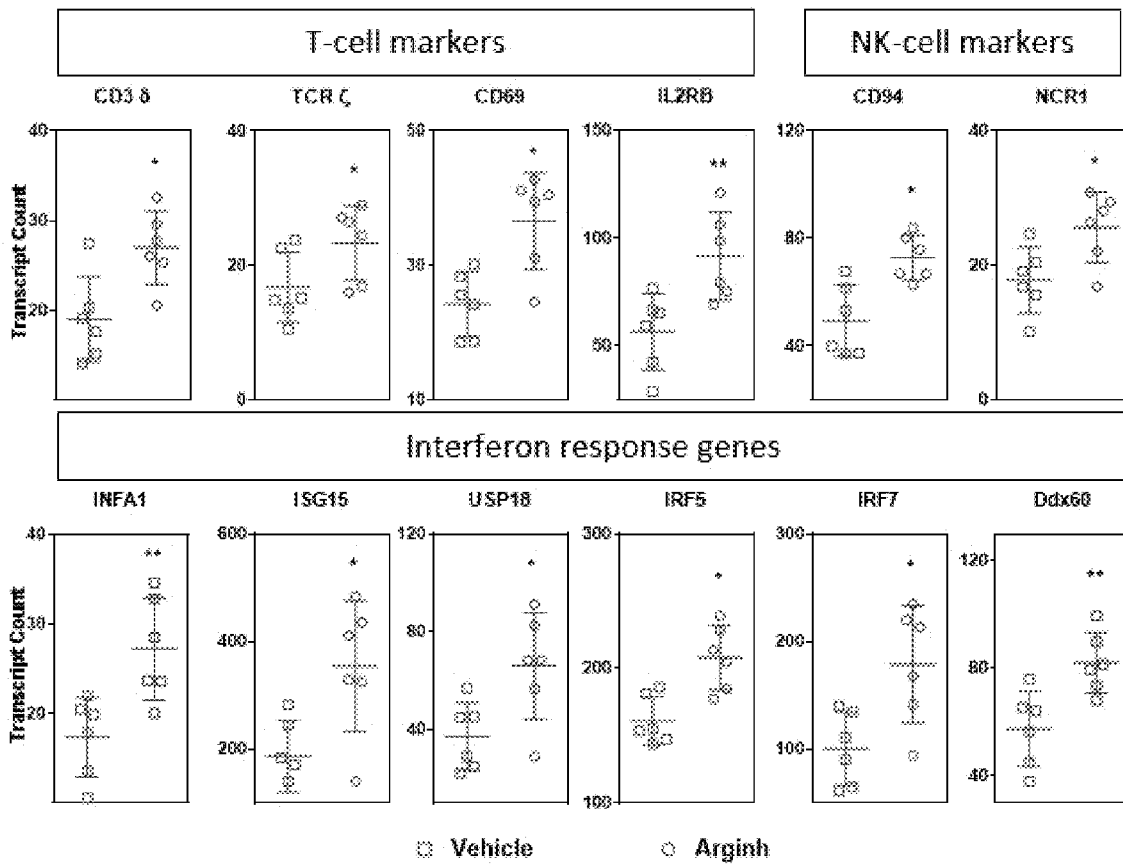 T-cell markers NK-cell markers
CD3 δ TCR ζ CD69 IL2RB CD94 NCR1
Transcript Count
40 30 20
40 20 0
50 30 10
150 100 50
120 80 40
40 20 0
* * * ** * *
Interferon response genes
INFA1 ISG15 USP18 IRF5 IRF7 Ddx60
Transcript Count
40 30 20
600 400 200
120 80 40
300 200 100
300 200 100
120 80 40
** * * * * **
Vehicle Arginh